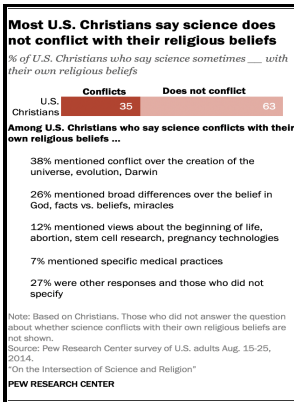 Most U.S. Christians say science does
not conflict with their religious beliefs
% of U.S. Christians who say science sometimes __ with
their own religious beliefs
Conflicts Does not conflict
U.S.
Christians
35 63
Among U.S. Christians who say science conflicts with their
own religious beliefs ...
38% mentioned conflict over the creation of the
universe, evolution, Darwin
26% mentioned broad differences over the belief in
God, facts vs. beliefs, miracles
12% mentioned views about the beginning of life,
abortion, stem cell research, pregnancy technologies
7% mentioned specific medical practices
27% were other responses and those who did not
specify
Note: Based on Christians. Those who did not answer the question
about whether science conflicts with their own religious beliefs are
not shown.
Source: Pew Research Center survey of U.S. adults Aug. 15-25,
2014.
“On the Intersection of Science and Religion”
PEW RESEARCH CENTER